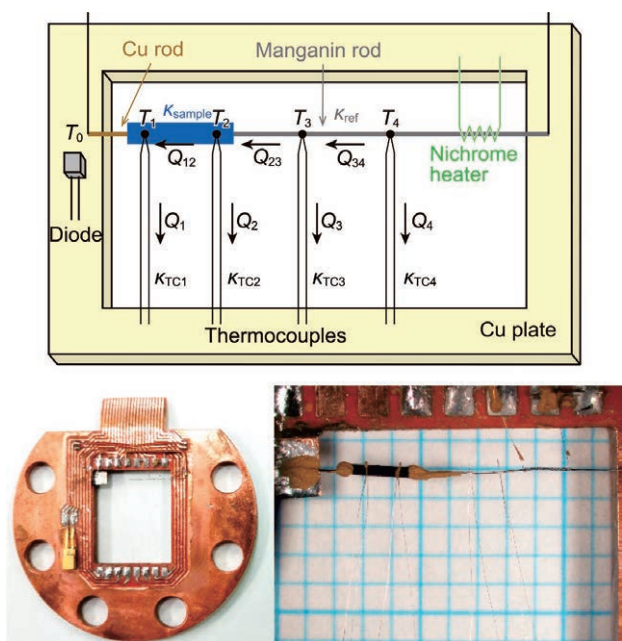 Cu rod
Manganin rod
T₀
T₁
κsample
T₂
T₃
κref
T₄
Q₁₂
Q₂₃
Q₃₄
Nichrome
heater
Diode
Q₁
Q₂
Q₃
Q₄
κTC1
κTC2
κTC3
κTC4
Thermocouples
Cu plate